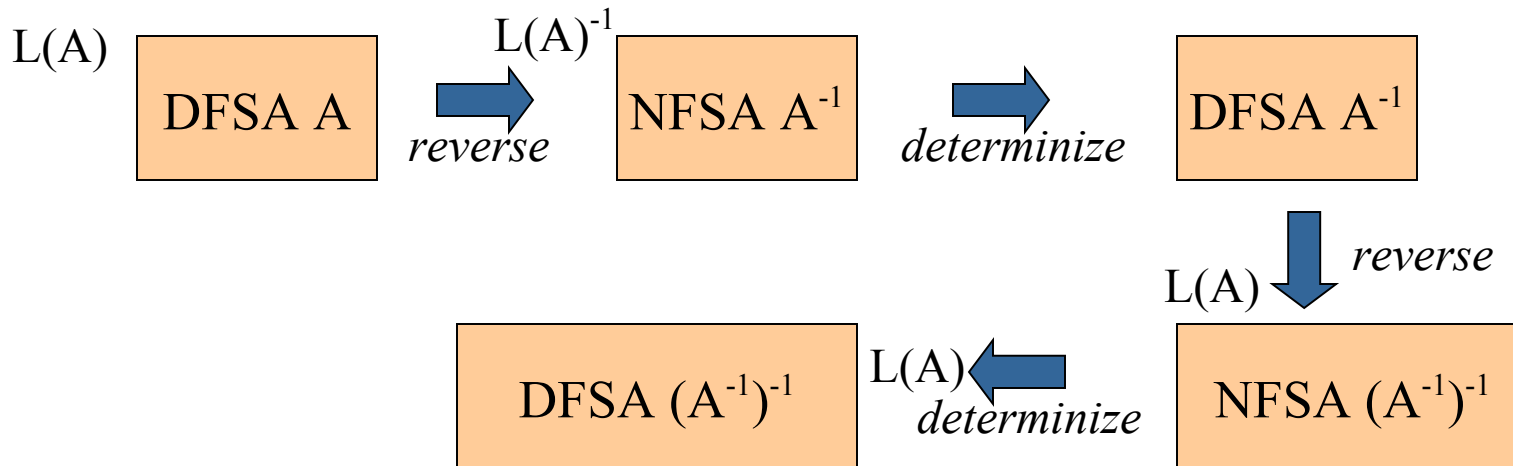 L(A)
DFSA A
reverse
L(A)⁻¹
NFSA A⁻¹
determinize
DFSA A⁻¹
reverse
L(A)
NFSA (A⁻¹)⁻¹
determinize
L(A)
DFSA (A⁻¹)⁻¹